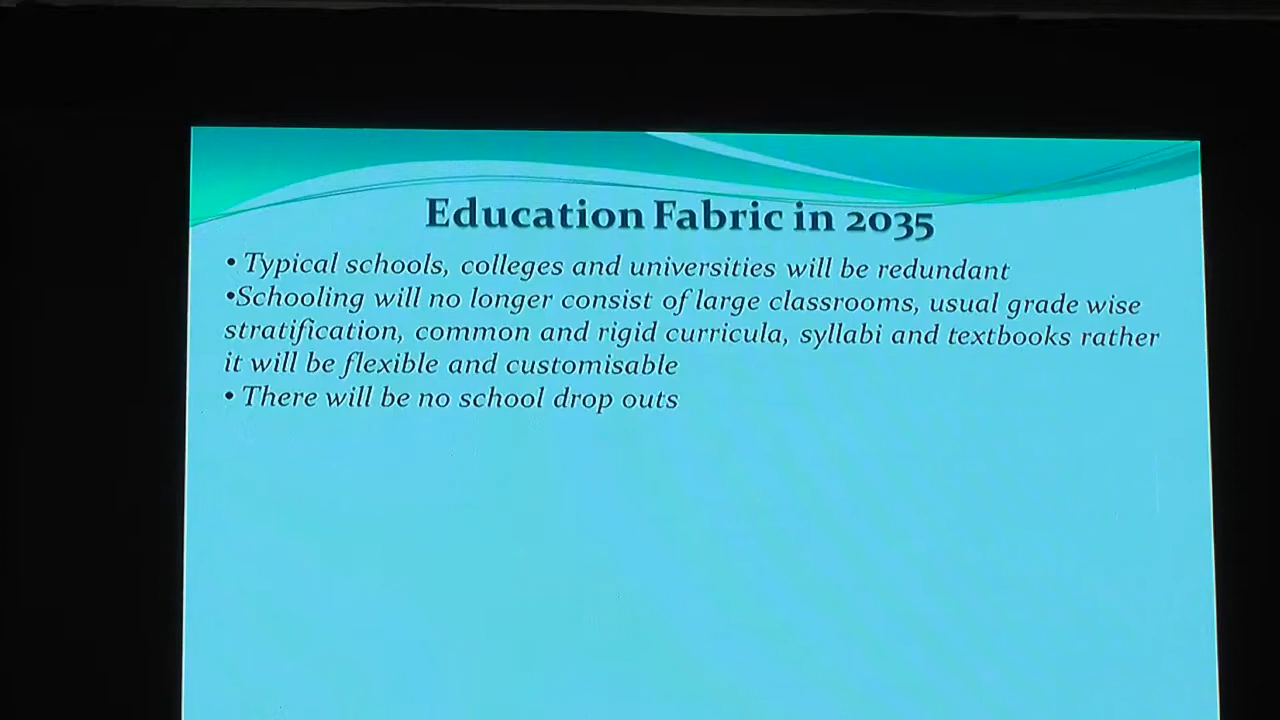 Education Fabric in 2035
• Typical schools, colleges and universities will be redundant
•Schooling will no longer consist of large classrooms, usual grade wise
stratification, common and rigid curricula, syllabi and textbooks rather
it will be flexible and customisable
• There will be no school drop outs